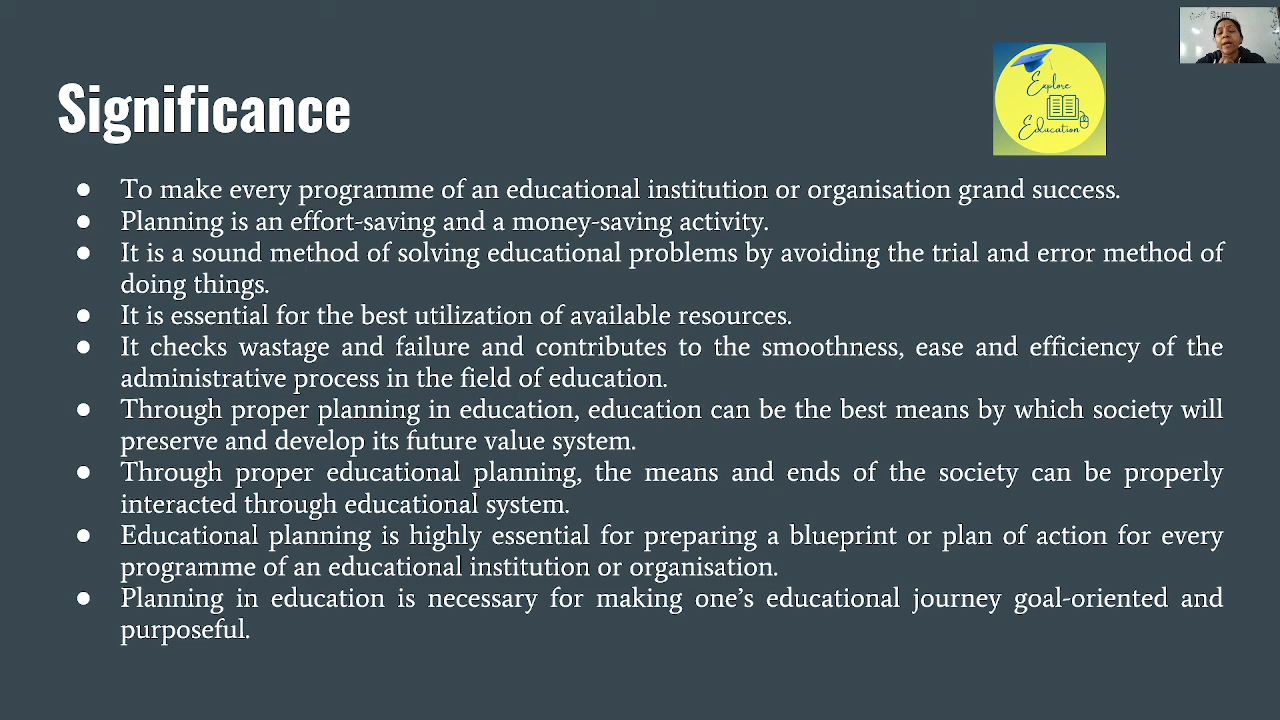 Significance
Explore
Education
● To make every programme of an educational institution or organisation grand success.
● Planning is an effort-saving and a money-saving activity.
● It is a sound method of solving educational problems by avoiding the trial and error method of
doing things.
● It is essential for the best utilization of available resources.
● It checks wastage and failure and contributes to the smoothness, ease and efficiency of the
administrative process in the field of education.
● Through proper planning in education, education can be the best means by which society will
preserve and develop its future value system.
● Through proper educational planning, the means and ends of the society can be properly
interacted through educational system.
● Educational planning is highly essential for preparing a blueprint or plan of action for every
programme of an educational institution or organisation.
● Planning in education is necessary for making one’s educational journey goal-oriented and
purposeful.